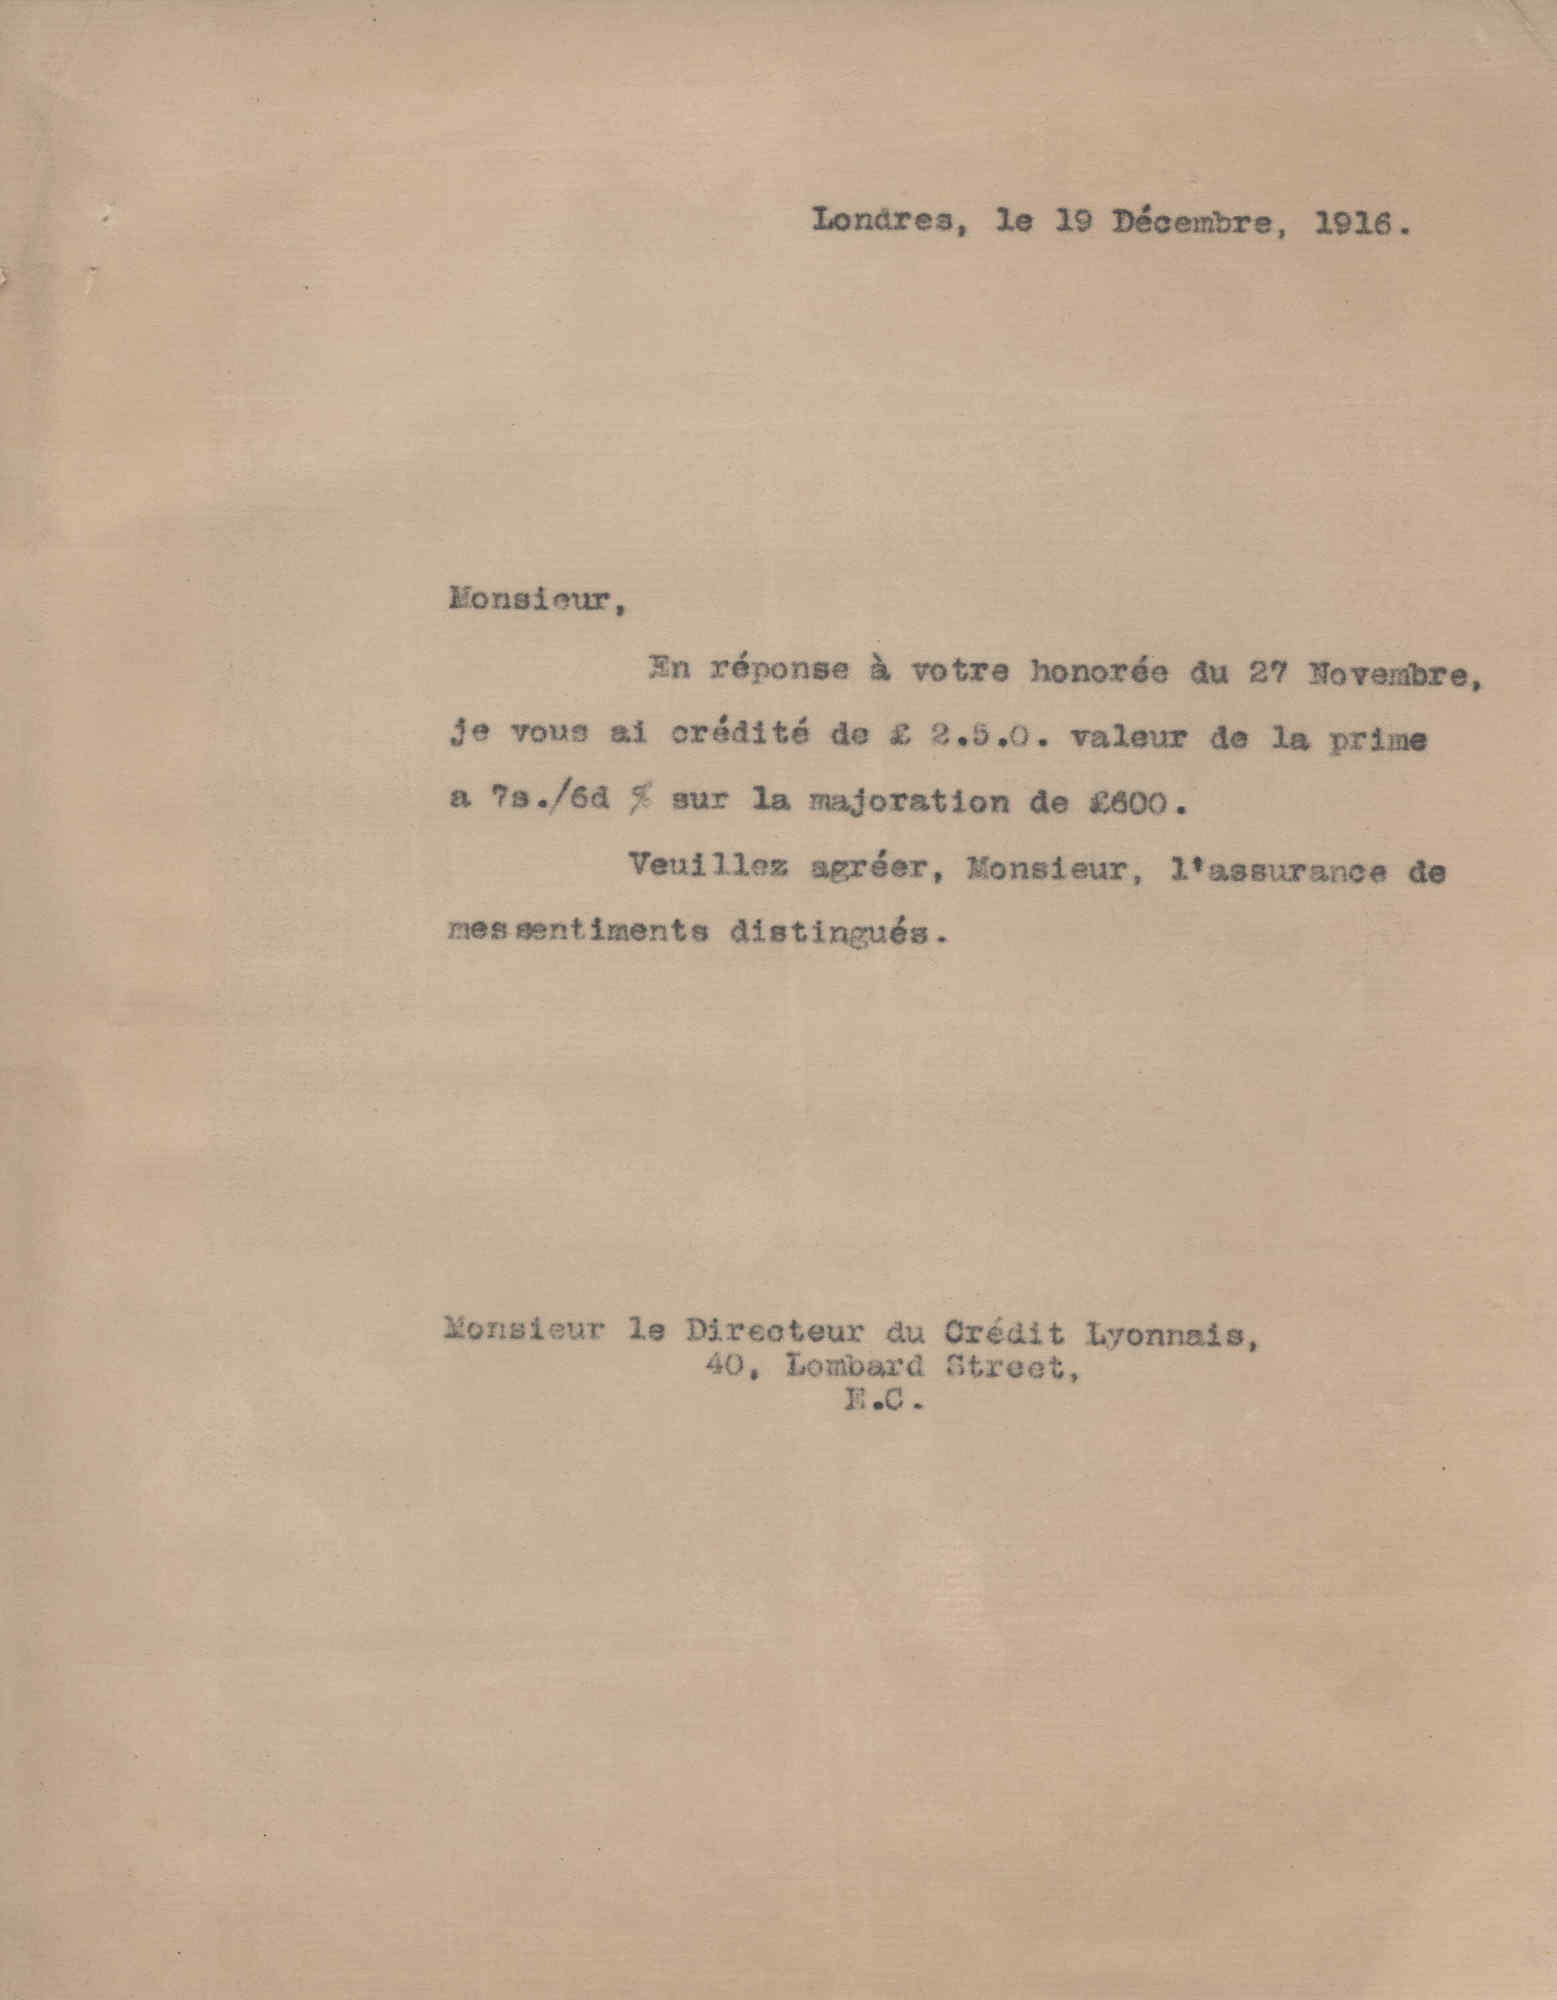 Londres, le 19 Décembre, 1916.
Monsieur,
En réponse à votre honorée du 27 Novembre,
je vous ai crédité de £ 2.5.0. valeur de la prime
a 7s./6d % sur la majoration de £600.
Veuillez agréer, Monsieur, l'assurance de
mes sentiments distingués.
Monsieur le Directeur du Crédit Lyonnais,
40, Lombard Street,
E.C.